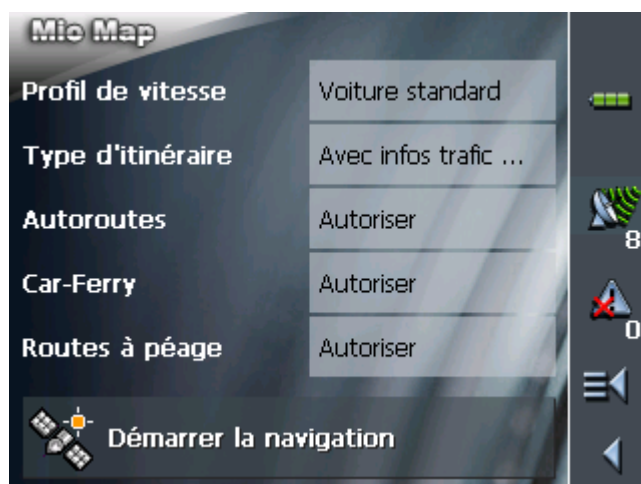 Mio Map
Profil de vitesse Voiture standard
Type d'itinéraire Avec infos trafic ...
Autoroutes Autoriser
8
Car-Ferry Autoriser
Routes à péage Autoriser
0
Démarrer la navigation